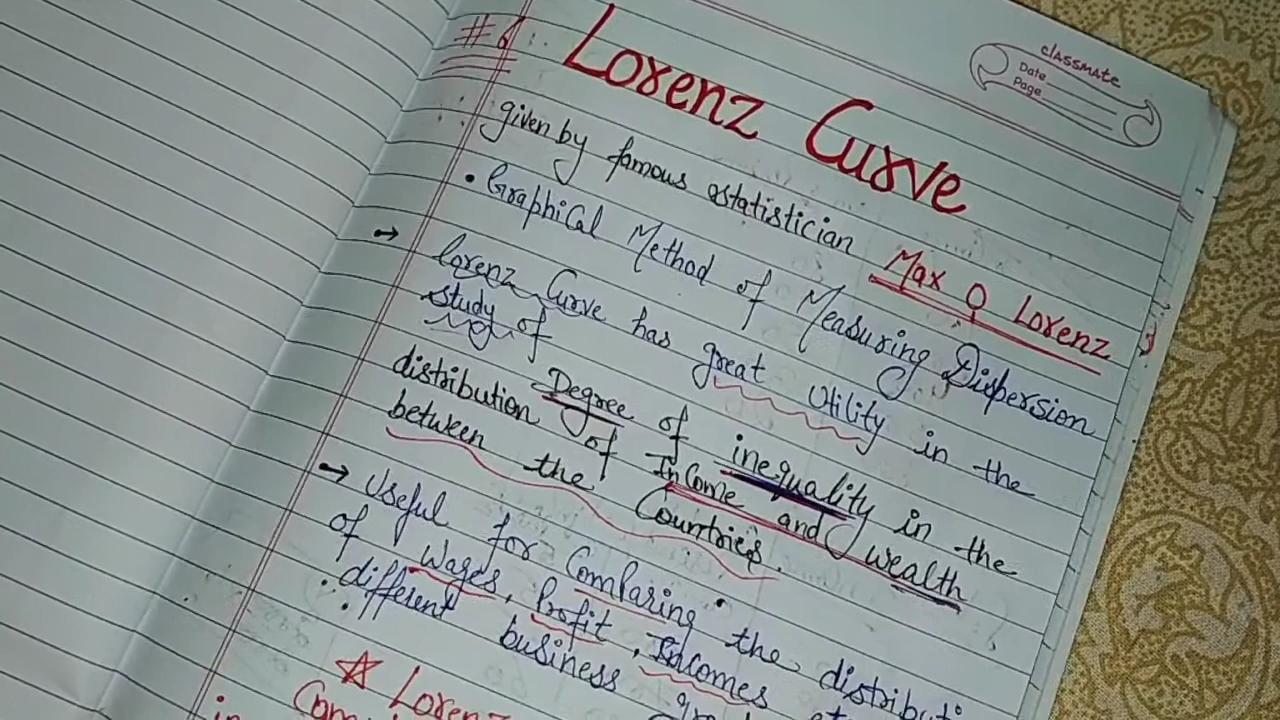 classmate
Date
Page
Lorenz Curve
given by famous statistician Max O Lorenz
• Graphical Method of Measuring Dispersion
→ Lorenz Curve has great Utility in the
study of Degree of inequality in the
distribution of Income and wealth
between the Countries.
→ Useful for Comparing the distributi
of Wages, Profit, Incomes
different business
☆ Lorenz